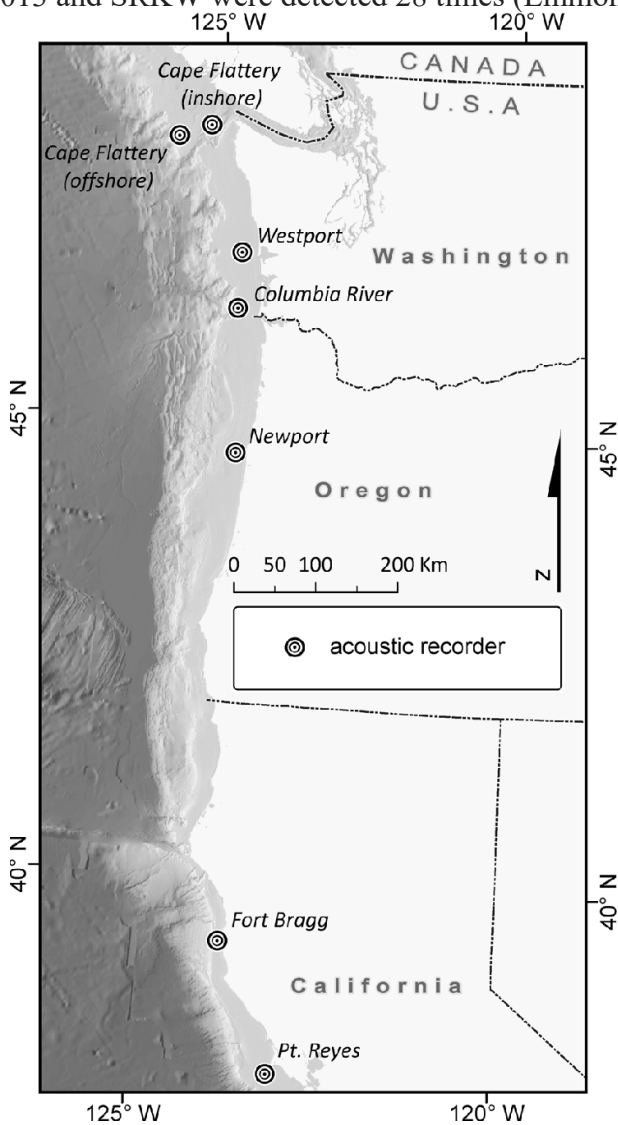 013 and SRKW were detected 28 times (Emmon
125° W 120° W
Cape Flattery
(inshore)
CANADA
U.S.A
Cape Flattery
(offshore)
Westport
Washington
Columbia River
45° N
Newport
45° N
Oregon
0 50 100 200 Km
N
acoustic recorder
40° N
40° N
Fort Bragg
California
Pt. Reyes
125° W 120° W